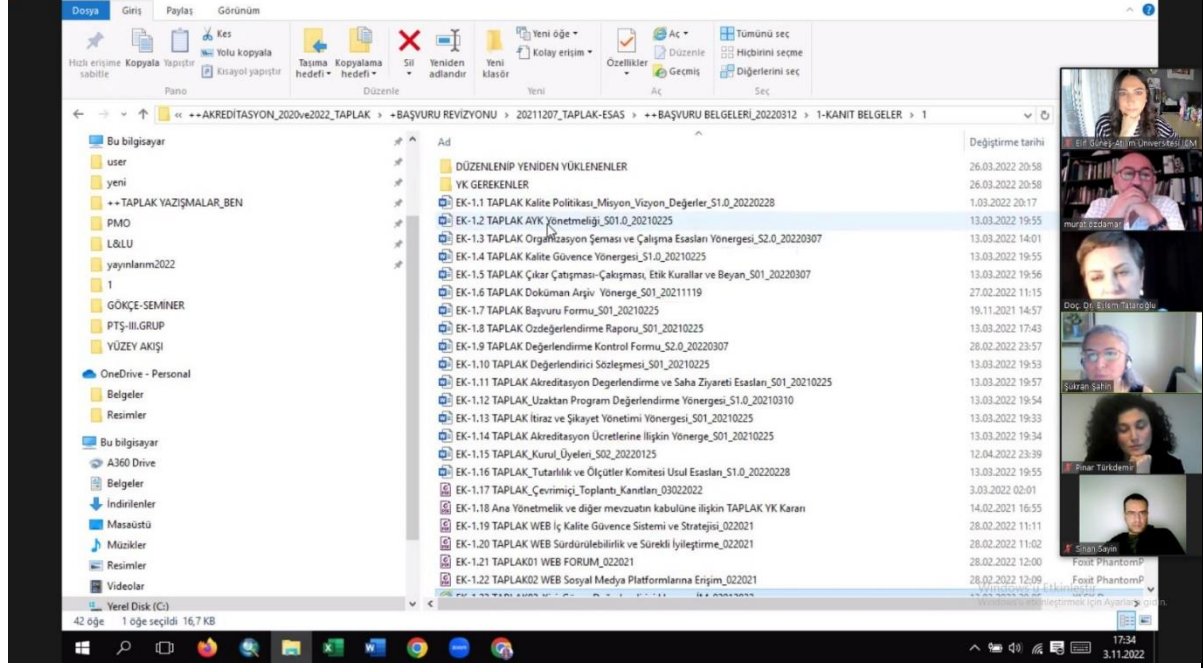 Dosya Giriş Paylaş Görünüm
Hızlı erişime sabitle
Kopyala
Yapıştır
Kes
Yolu kopyala
Kısayol yapıştır
Taşıma hedefi
Kopyalama hedefi
Sil
Yeniden adlandır
Yeni klasör
Yeni öğe
Kolay erişim
Özellikler
Aç
Düzenle
Geçmiş
Tümünü seç
Hiçbirini seçme
Diğerlerini seç
Pano Düzenle Yeni Aç Seç
« ++AKREDİTASYON_2020ve2022_TAPLAK > +BAŞVURU REVİZYONU > 20211207_TAPLAK-ESAS > ++BAŞVURU BELGELERİ_20220312 > 1-KANIT BELGELER > 1
Bu bilgisayar
user
yeni
++TAPLAK YAZIŞMALAR_BEN
PMO
L&LU
yayınlarım2022
1
GÖKÇE-SEMİNER
PTŞ-III.GRUP
YÜZEY AKIŞI
OneDrive - Personal
Belgeler
Resimler
Bu bilgisayar
A360 Drive
Belgeler
İndirilenler
Masaüstü
Müzikler
Resimler
Videolar
Yerel Disk (C:)
Ad Değiştirme tarihi
DÜZENLENİP YENİDEN YÜKLENENLER 26.03.2022 20:58
YK GEREKENLER 26.03.2022 20:58
EK-1.1 TAPLAK Kalite Politikası_Misyon_Vizyon_Değerler_S1.0_20220228 1.03.2022 20:17
EK-1.2 TAPLAK AYK Yönetmeliği_S01.0_20210225 13.03.2022 19:55
EK-1.3 TAPLAK Organizasyon Şeması ve Çalışma Esasları Yönergesi_S2.0_20220307 13.03.2022 14:01
EK-1.4 TAPLAK Kalite Güvence Yönergesi_S1.0_20210225 13.03.2022 19:55
EK-1.5 TAPLAK Çıkar Çatışması-Çakışması, Etik Kurallar ve Beyan_S01_20220307 13.03.2022 19:56
EK-1.6 TAPLAK Doküman Arşiv Yönerge_S01_20211119 27.02.2022 11:15
EK-1.7 TAPLAK Başvuru Formu_S01_20210225 19.11.2021 14:57
EK-1.8 TAPLAK Ozdeğerlendirme Raporu_S01_20210225 13.03.2022 17:43
EK-1.9 TAPLAK Değerlendirme Kontrol Formu_S2.0_20220307 28.02.2022 23:57
EK-1.10 TAPLAK Değerlendirici Sözleşmesi_S1.0_20210225 13.03.2022 19:53
EK-1.11 TAPLAK Akreditasyon Degerlendirme ve Saha Ziyareti Esasları_S01_20210225 13.03.2022 19:57
EK-1.12 TAPLAK_Uzaktan Program Değerlendirme Yönergesi_S1.0_20210310 13.03.2022 19:54
EK-1.13 TAPLAK İtiraz ve Şikayet Yönetimi Yönergesi_S01_20210225 13.03.2022 19:33
EK-1.14 TAPLAK Akreditasyon Ücretlerine İlişkin Yönerge_S01_20210225 13.03.2022 19:34
EK-1.15 TAPLAK_Kurul_Üyeleri_S02_20220125 12.04.2022 23:39
EK-1.16 TAPLAK_Tutarlılık ve Ölçütler Komitesi Usul Esasları_S1.0_20220228 13.03.2022 19:55
EK-1.17 TAPLAK_Çevrimiçi_Toplantı_Kanıtları_03022022 3.03.2022 02:01
EK-1.18 Ana Yönetmelik ve diğer mevzuatın kabulüne ilişkin TAPLAK YK Kararı 14.02.2021 16:55
EK-1.19 TAPLAK WEB İç Kalite Güvence Sistemi ve Stratejisi_022021 28.02.2022 11:11
EK-1.20 TAPLAK WEB Sürdürülebilirlik ve Sürekli İyileştirme_022021 28.02.2022 11:02
EK-1.21 TAPLAK01 WEB FORUM_022021 28.02.2022 12:00 Foxit PhantomP
EK-1.22 TAPLAK02 WEB Sosyal Medya Platformlarına Erişim_022021 28.02.2022 12:09 Foxit PhantomP
Windows'u Etkinleştir
Windows'u etkinleştirmek için Ayarlar'a gidin.
42 öğe 1 öğe seçildi 16,7 KB
Elif Güneş-Atılım Üniversitesi ICM
murat özdamar
Doç. Dr. Eşlem Tataroğlu
Şükran Şahin
Pınar Türkdemir
Sinan Sayin
17:34
3.11.2022